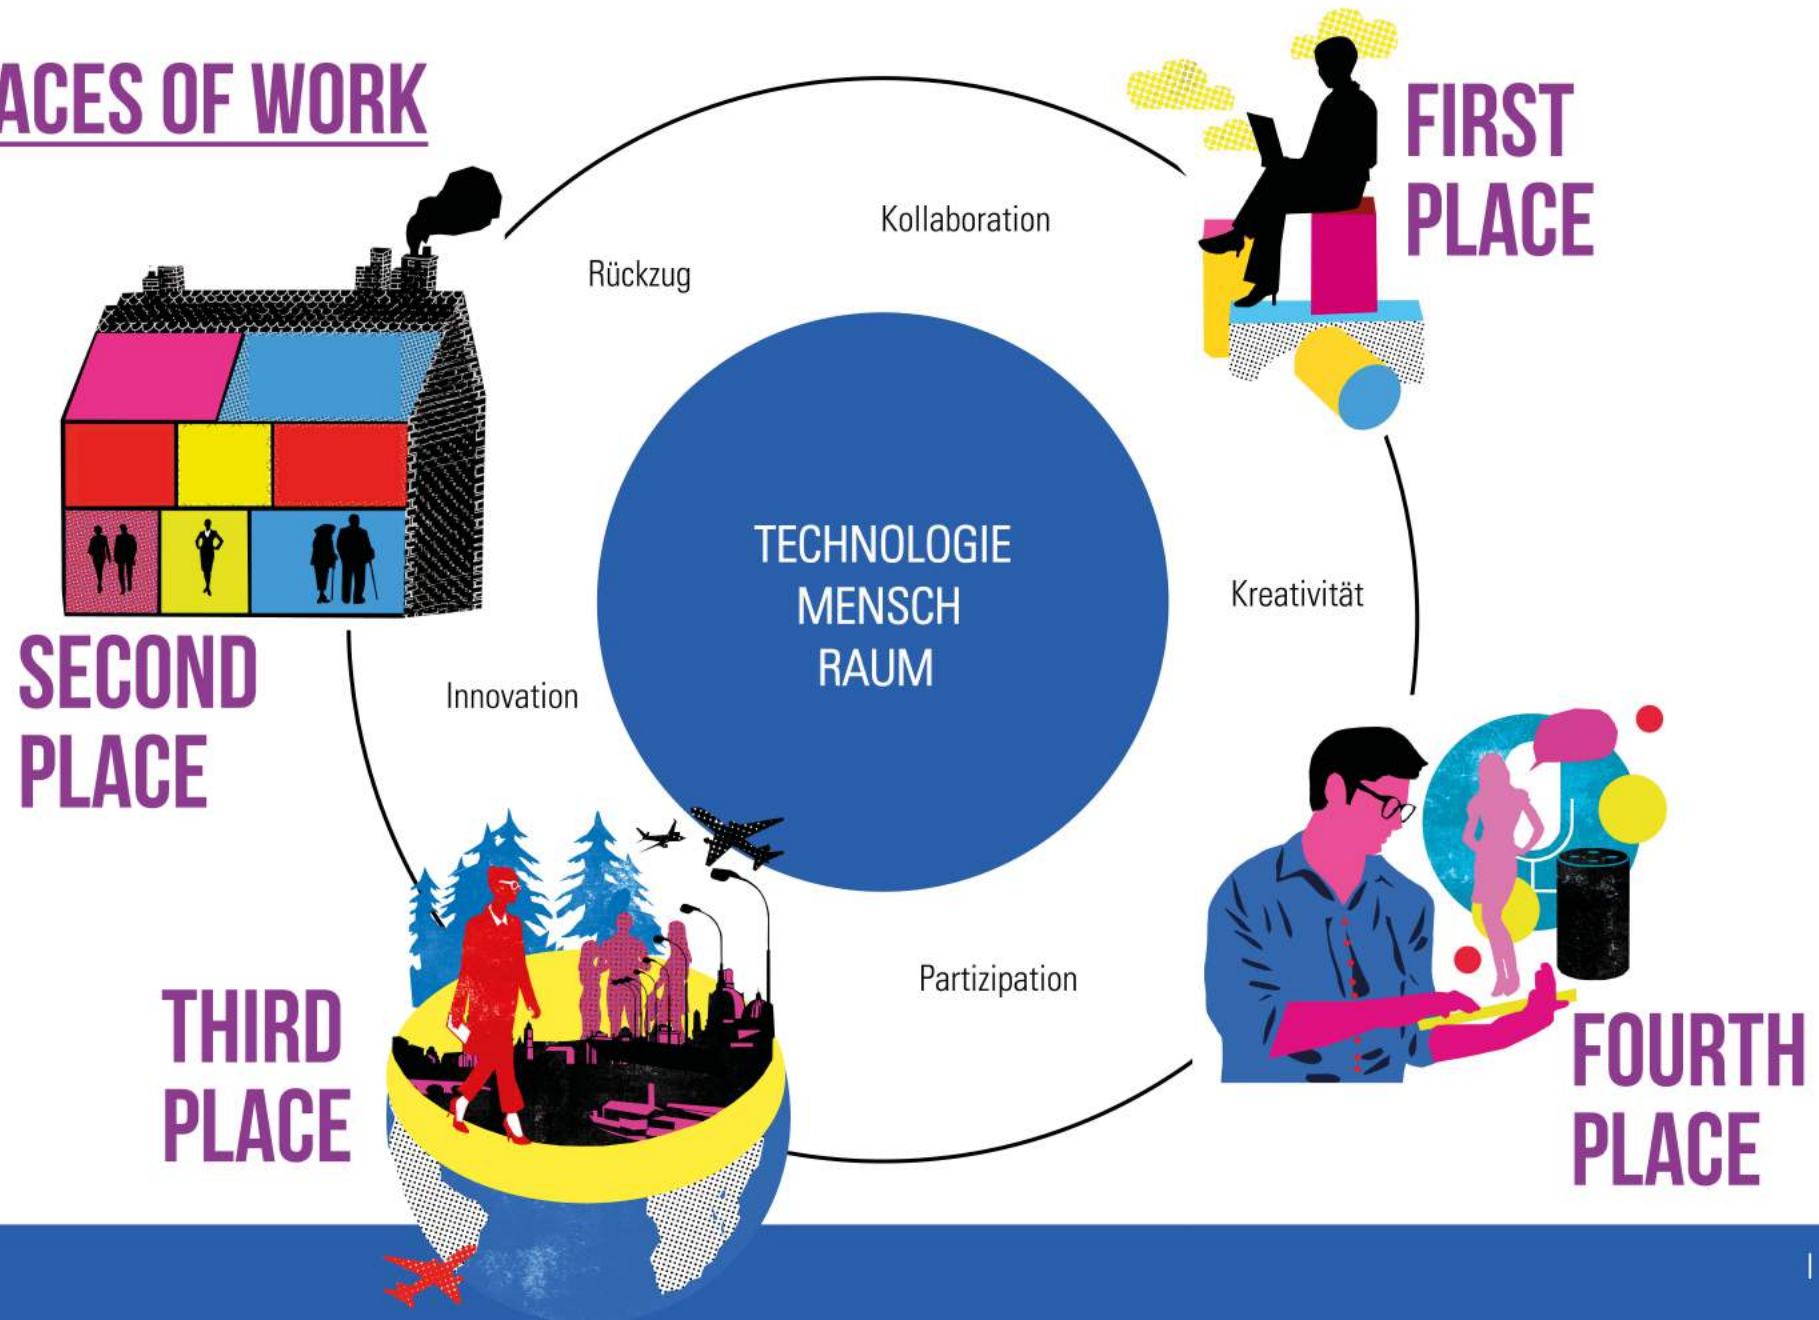 ACES OF WORK
FIRST
PLACE
Kollaboration
Rückzug
TECHNOLOGIE
MENSCH
RAUM
Kreativität
SECOND
PLACE
Innovation
Partizipation
THIRD
PLACE
FOURTH
PLACE